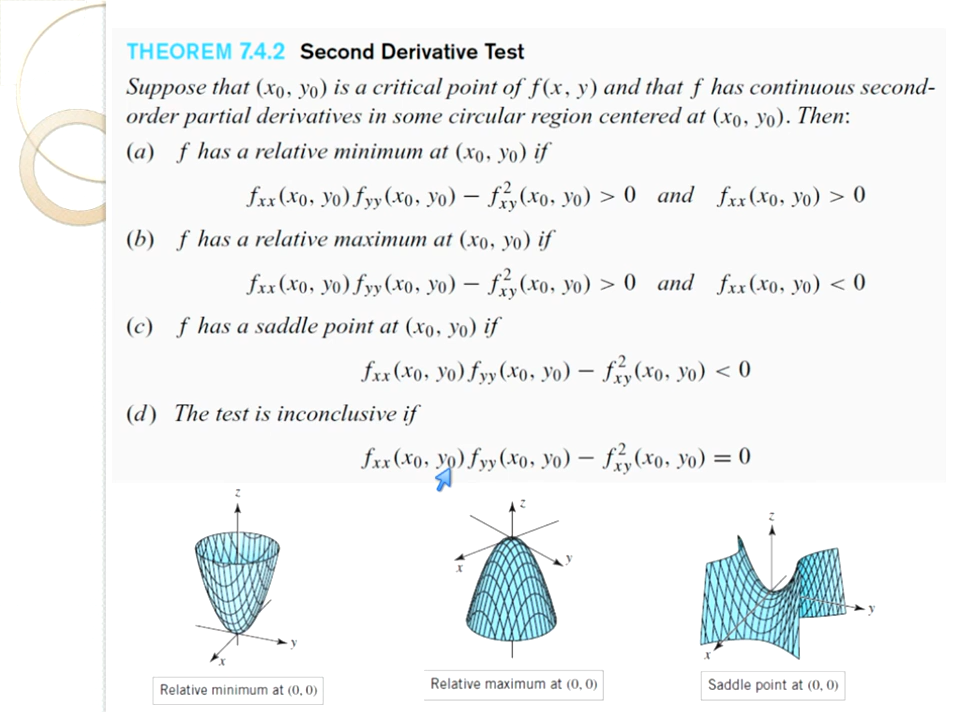 THEOREM 7.4.2 Second Derivative Test
Suppose that (x₀, y₀) is a critical point of f(x, y) and that f has continuous second-
order partial derivatives in some circular region centered at (x₀, y₀). Then:
(a) f has a relative minimum at (x₀, y₀) if
fₓₓ(x₀, y₀) f_yy(x₀, y₀) − f²_xy(x₀, y₀) > 0 and fₓₓ(x₀, y₀) > 0
(b) f has a relative maximum at (x₀, y₀) if
fₓₓ(x₀, y₀) f_yy(x₀, y₀) − f²_xy(x₀, y₀) > 0 and fₓₓ(x₀, y₀) < 0
(c) f has a saddle point at (x₀, y₀) if
fₓₓ(x₀, y₀) f_yy(x₀, y₀) − f²_xy(x₀, y₀) < 0
(d) The test is inconclusive if
fₓₓ(x₀, y₀) f_yy(x₀, y₀) − f²_xy(x₀, y₀) = 0
z
y
x
Relative minimum at (0, 0)
z
x
y
Relative maximum at (0, 0)
z
y
x
Saddle point at (0, 0)